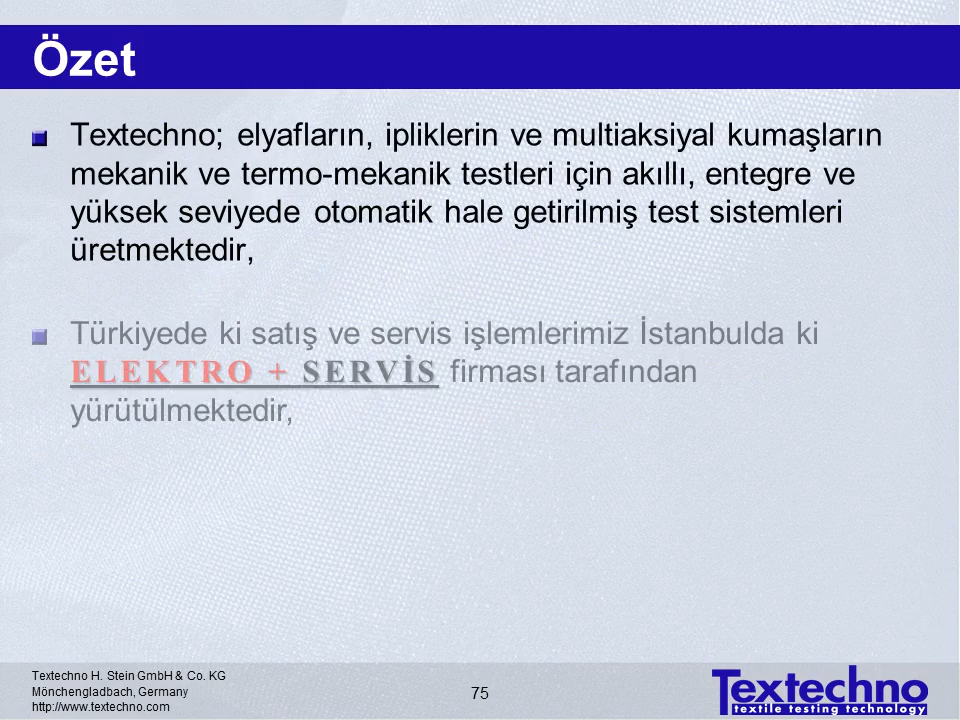 Özet
Textechno; elyafların, ipliklerin ve multiaksiyal kumaşların
mekanik ve termo-mekanik testleri için akıllı, entegre ve
yüksek seviyede otomatik hale getirilmiş test sistemleri
üretmektedir,
Türkiyede ki satış ve servis işlemlerimiz İstanbulda ki
ELEKTRO + SERVİS firması tarafından
yürütülmektedir,
Textechno H. Stein GmbH & Co. KG
Mönchengladbach, Germany
http://www.textechno.com
75
Textechno
textile testing technology